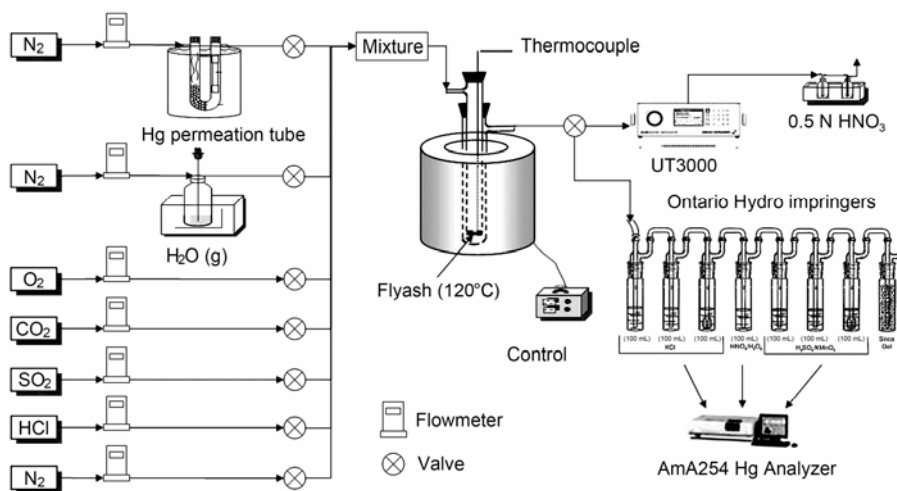 N2
Hg permeation tube
N2
H2O (g)
O2
CO2
SO2
HCl
N2
Mixture
Thermocouple
Flyash (120°C)
Control
Flowmeter
Valve
UT3000
0.5 N HNO3
Ontario Hydro impringers
(100 mL) (100 mL) (100 mL) (100 mL) (100 mL) (100 mL) (100 mL)
KCl HNO3/H2O2 H2SO4/KMnO4
Gel
AmA254 Hg Analyzer